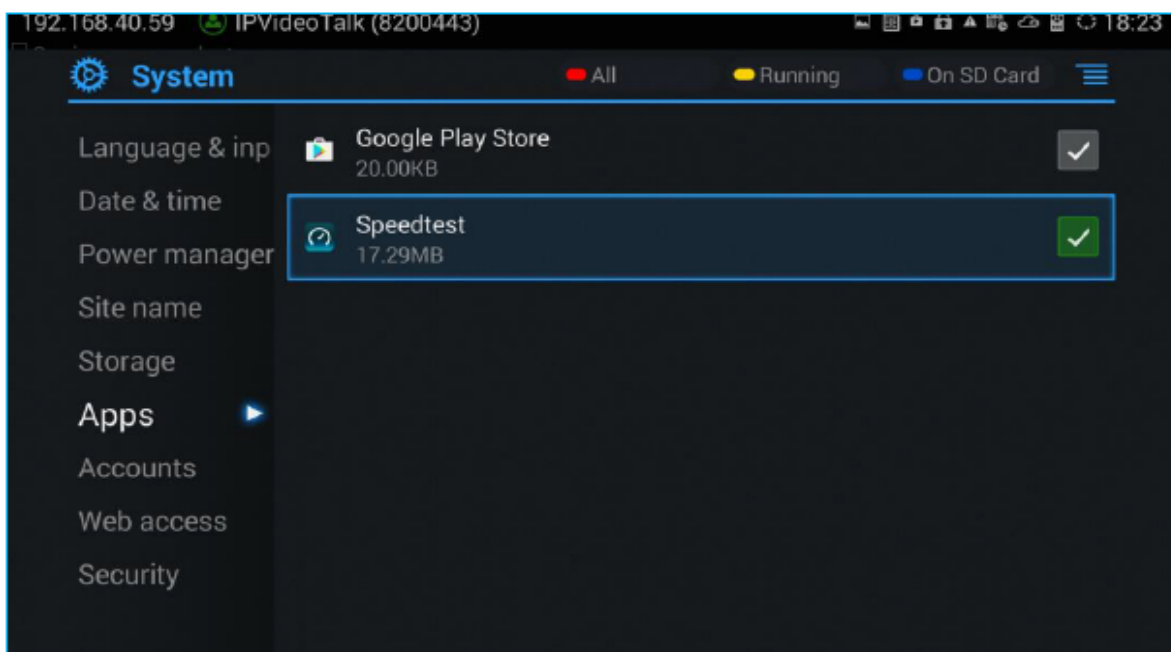 192.168.40.59 IPVideoTalk (8200443) 18:23
System All Running On SD Card
Language & inp
Date & time
Power manager
Site name
Storage
Apps
Accounts
Web access
Security
Google Play Store
20.00KB
Speedtest
17.29MB